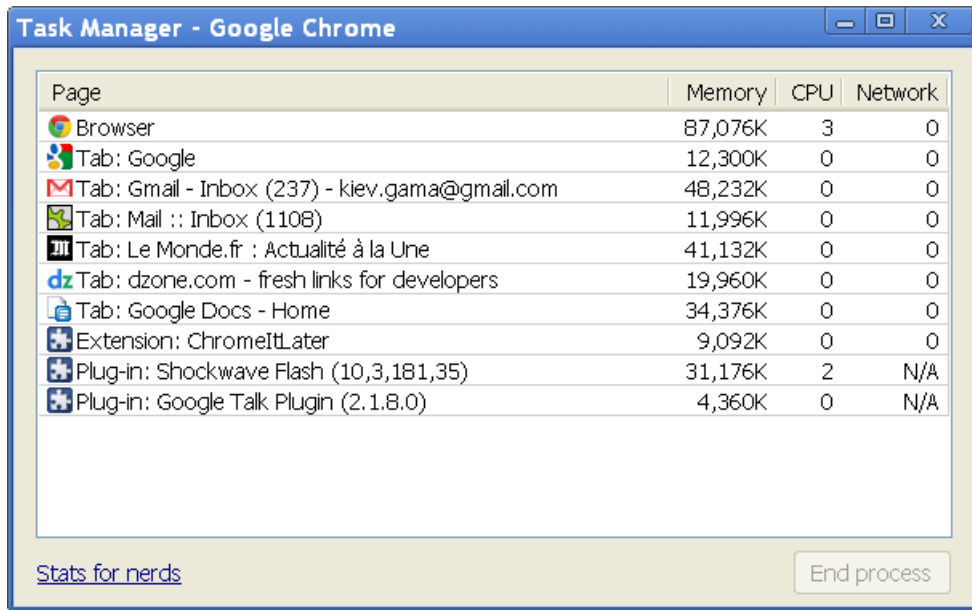 Task Manager - Google Chrome
Page Memory CPU Network
Browser 87,076K 3 0
Tab: Google 12,300K 0 0
Tab: Gmail - Inbox (237) - kiev.gama@gmail.com 48,232K 0 0
Tab: Mail :: Inbox (1108) 11,996K 0 0
Tab: Le Monde.fr : Actualité à la Une 41,132K 0 0
dz Tab: dzone.com - fresh links for developers 19,960K 0 0
Tab: Google Docs - Home 34,376K 0 0
Extension: ChromeItLater 9,092K 0 0
Plug-in: Shockwave Flash (10,3,181,35) 31,176K 2 N/A
Plug-in: Google Talk Plugin (2.1.8.0) 4,360K 0 N/A
Stats for nerds End process